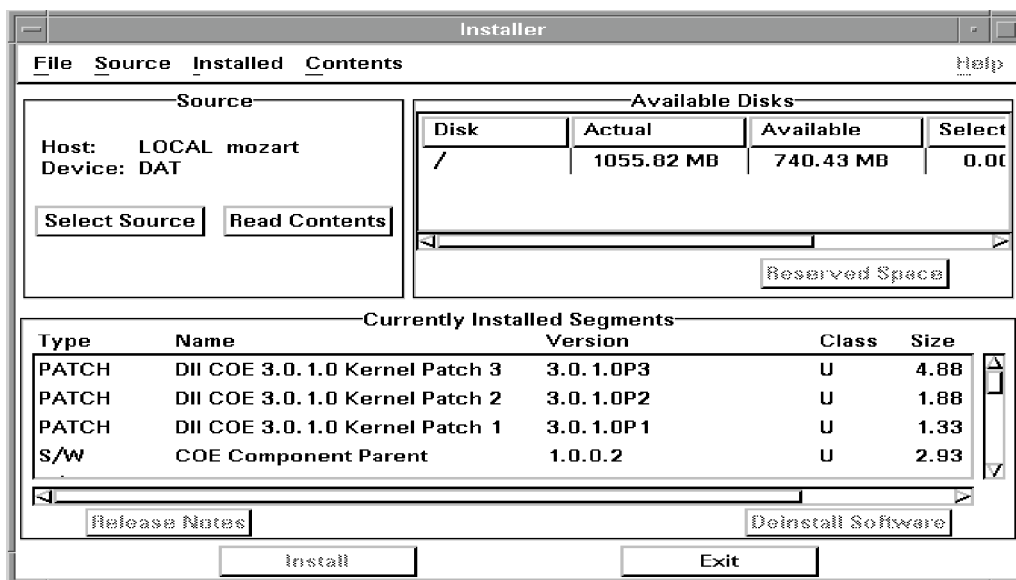 Installer
File Source Installed Contents Help
Source
Host: LOCAL mozart
Device: DAT
Select Source Read Contents
Available Disks
Disk Actual Available Select
/ 1055.82 MB 740.43 MB 0.00
Reserved Space
Currently Installed Segments
Type Name Version Class Size
PATCH DII COE 3.0.1.0 Kernel Patch 3 3.0.1.0P3 U 4.88
PATCH DII COE 3.0.1.0 Kernel Patch 2 3.0.1.0P2 U 1.88
PATCH DII COE 3.0.1.0 Kernel Patch 1 3.0.1.0P1 U 1.33
S/W COE Component Parent 1.0.0.2 U 2.93
Release Notes Deinstall Software
Install Exit